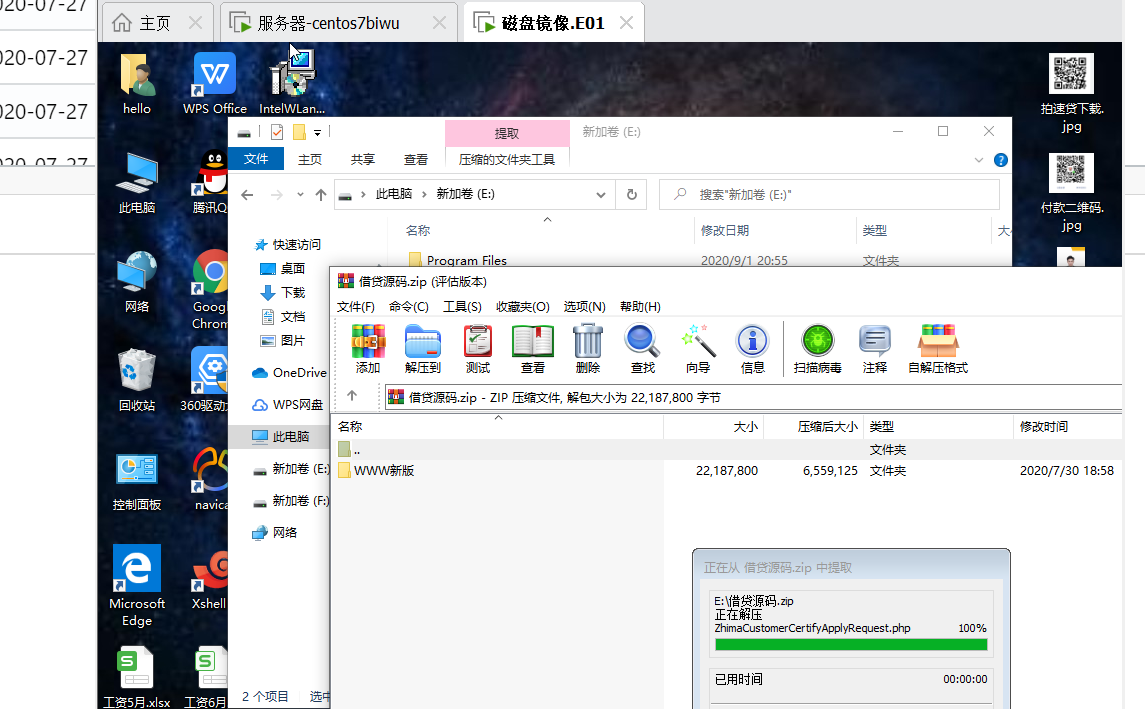 020-07-27
020-07-27
020-07-27
主页
服务器-centos7biwu
磁盘镜像.E01
hello
WPS Office
IntelWLan...
此电脑
腾讯Q
网络
Goog
Chrom
回收站
360驱动
控制面板
navica
Microsoft
Edge
Xshell
工资5月.xlsx
工资6月
拍速贷下载.
jpg
付款二维码.
jpg
提取
新加卷 (E:)
文件
主页
共享
查看
压缩的文件夹工具
此电脑
新加卷 (E:)
搜索"新加卷 (E:)"
名称
修改日期
类型
大
Program Files
2020/9/1 20:55
文件夹
快速访问
桌面
下载
文档
图片
OneDrive
WPS网盘
此电脑
新加卷 (E:)
新加卷 (F:)
网络
2 个项目
选中
借贷源码.zip (评估版本)
文件(F)
命令(C)
工具(S)
收藏夹(O)
选项(N)
帮助(H)
添加
解压到
测试
查看
删除
查找
向导
信息
扫描病毒
注释
自解压格式
借贷源码.zip - ZIP 压缩文件, 解包大小为 22,187,800 字节
名称
大小
压缩后大小
类型
修改时间
..
文件夹
WWW新版
22,187,800
6,559,125
文件夹
2020/7/30 18:58
正在从 借贷源码.zip 中提取
E:\借贷源码.zip
正在解压
ZhimaCustomerCertifyApplyRequest.php
100%
已用时间
00:00:00